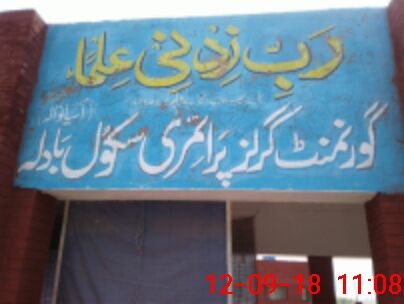 رَبِّ زِدْنِي عِلْمًا
گورنمنٹ گرلز پرائمری سکول بادلہ
12-09-18 11:08